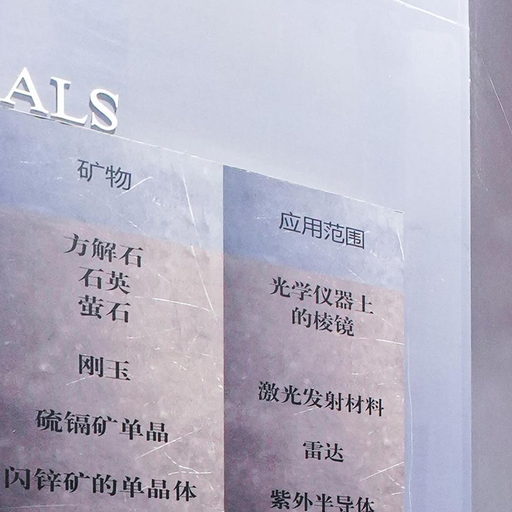 ALS
矿物
方解石
石英
萤石
刚玉
硫镉矿单晶
闪锌矿的单晶体
应用范围
光学仪器上
的棱镜
激光发射材料
雷达
紫外半导体